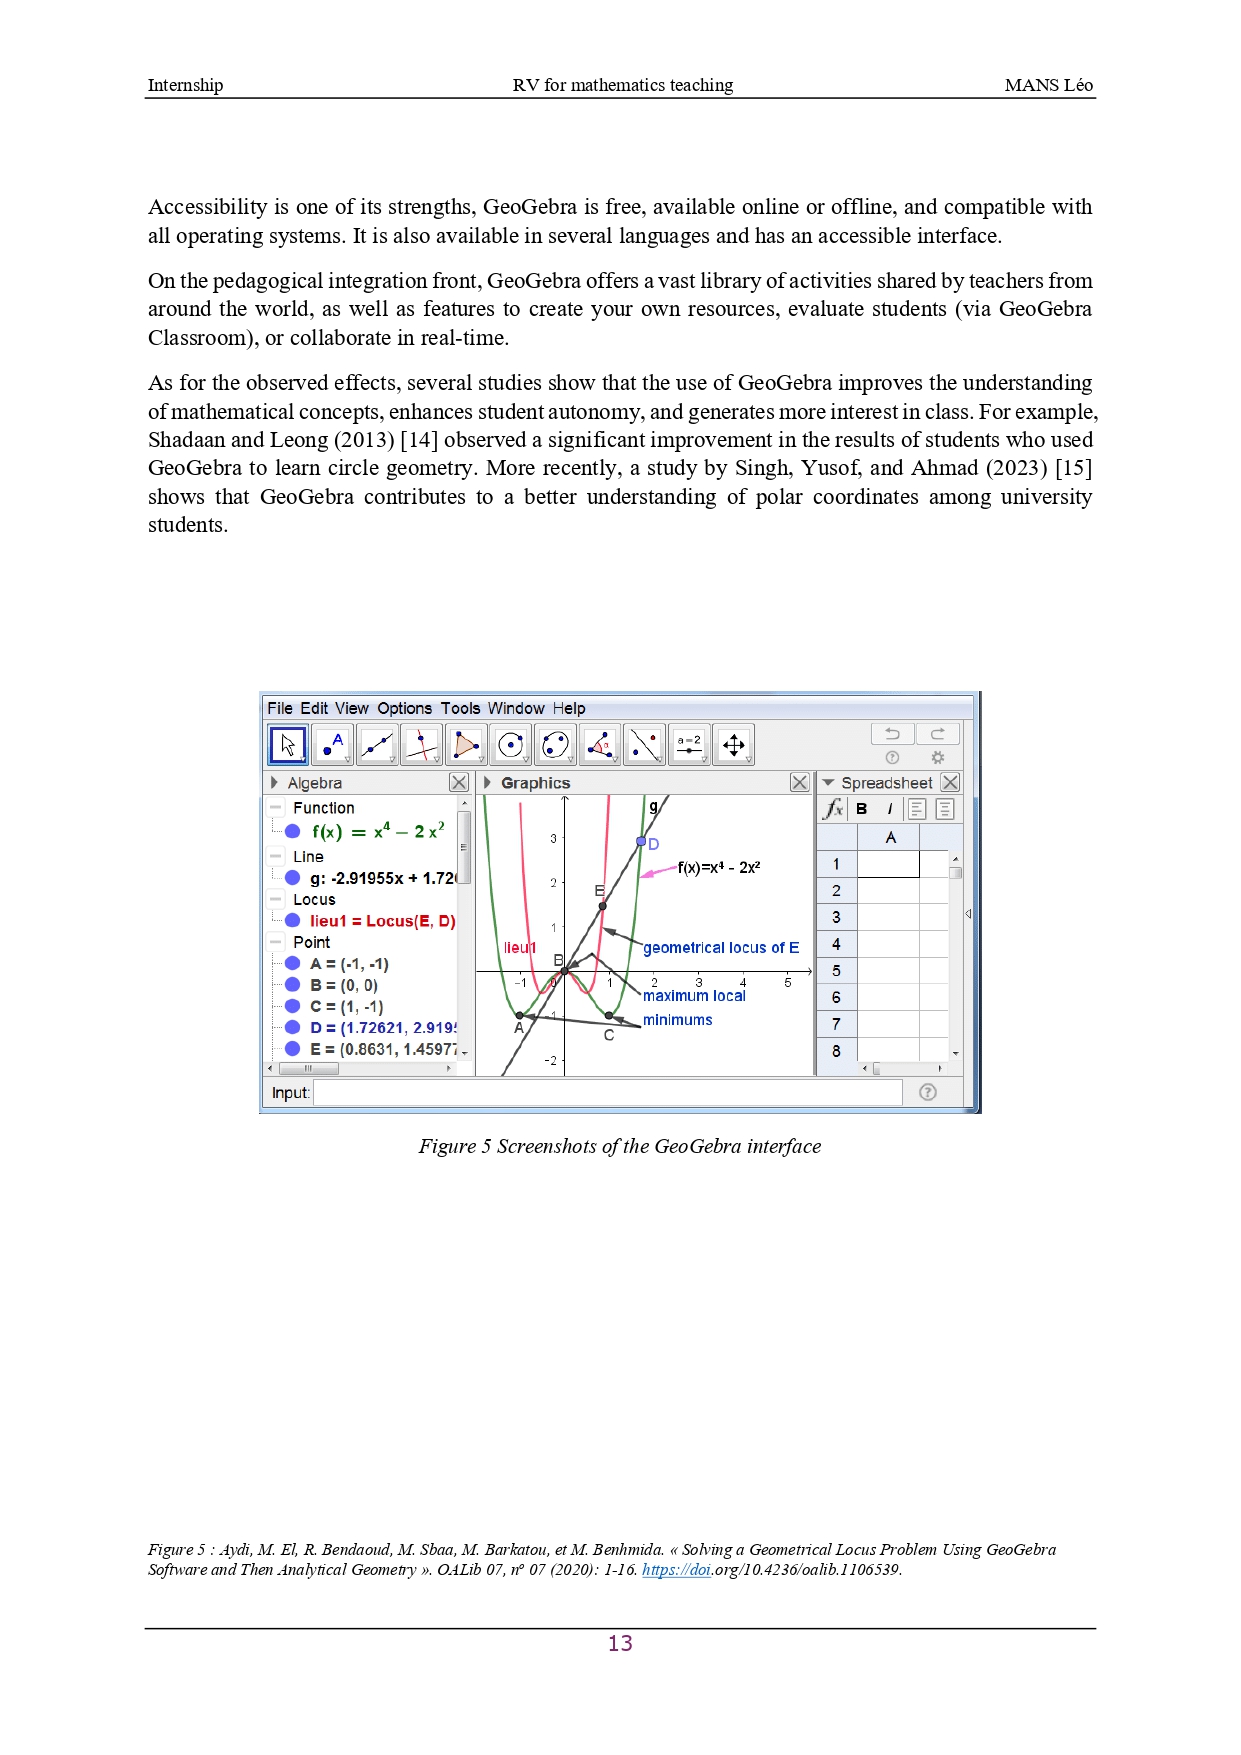 Internship RV for mathematics teaching MANS Léo
Accessibility is one of its strengths, GeoGebra is free, available online or offline, and compatible with
all operating systems. It is also available in several languages and has an accessible interface.
On the pedagogical integration front, GeoGebra offers a vast library of activities shared by teachers from
around the world, as well as features to create your own resources, evaluate students (via GeoGebra
Classroom), or collaborate in real-time.
As for the observed effects, several studies show that the use of GeoGebra improves the understanding
of mathematical concepts, enhances student autonomy, and generates more interest in class. For example,
Shadaan and Leong (2013) [14] observed a significant improvement in the results of students who used
GeoGebra to learn circle geometry. More recently, a study by Singh, Yusof, and Ahmad (2023) [15]
shows that GeoGebra contributes to a better understanding of polar coordinates among university
students.
File Edit View Options Tools Window Help
A α a=2
Algebra
Function
f(x) = x⁴ – 2 x²
Line
g: -2.91955x + 1.726
Locus
lieu1 = Locus(E, D)
Point
A = (-1, -1)
B = (0, 0)
C = (1, -1)
D = (1.72621, 2.9195
E = (0.8631, 1.45977
Graphics
g
3
D
f(x)=x⁴ - 2x²
2
E
1
lieu1
geometrical locus of E
B
-1 0 1 2 3 4 5
maximum local
-1
minimums
A
C
-2
Spreadsheet
fx B I
A
1
2
3
4
5
6
7
8
Input:
Figure 5 Screenshots of the GeoGebra interface
Figure 5 : Aydi, M. El, R. Bendaoud, M. Sbaa, M. Barkatou, et M. Benhmida. « Solving a Geometrical Locus Problem Using GeoGebra
Software and Then Analytical Geometry ». OALib 07, nº 07 (2020): 1-16. https://doi.org/10.4236/oalib.1106539.
13